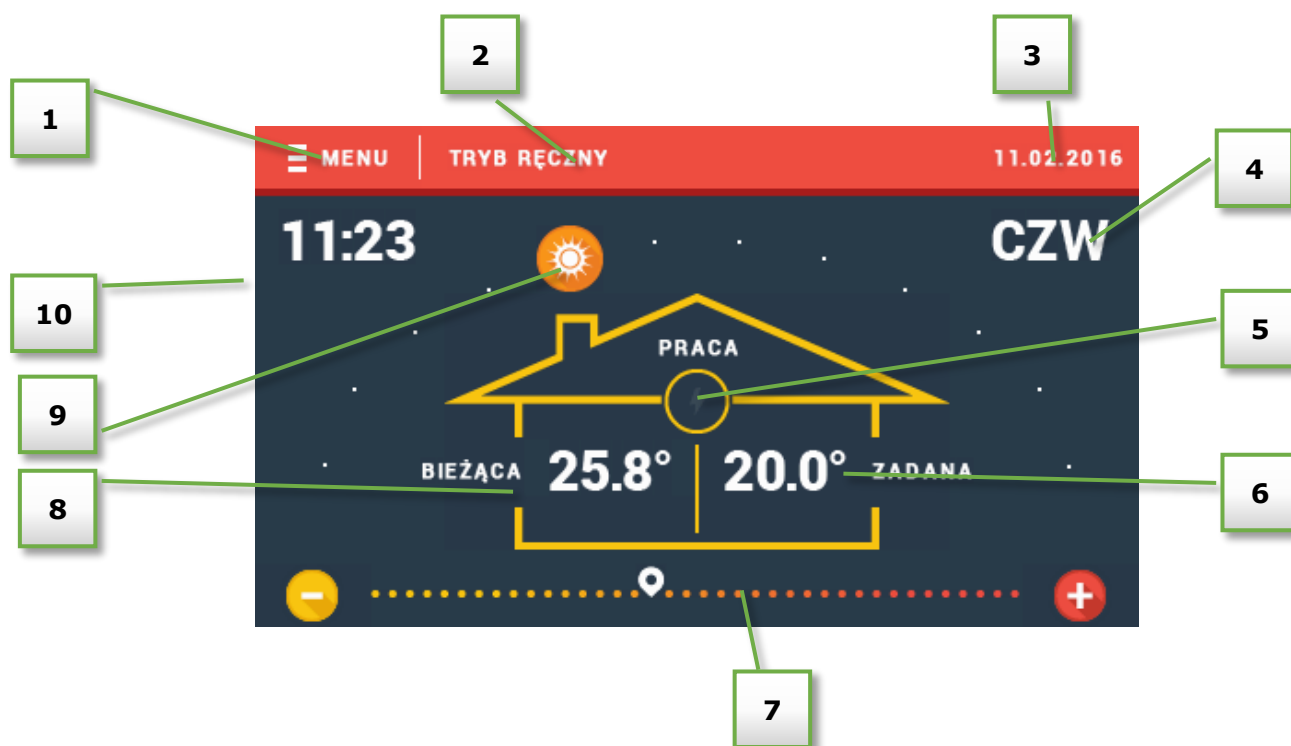 2
3
1
MENU
TRYB RĘCZNY
11.02.2016
4
11:23
CZW
10
5
PRACA
9
BIEŻĄCA
25.8°
20.0°
ZADANA
8
6
-
+
7